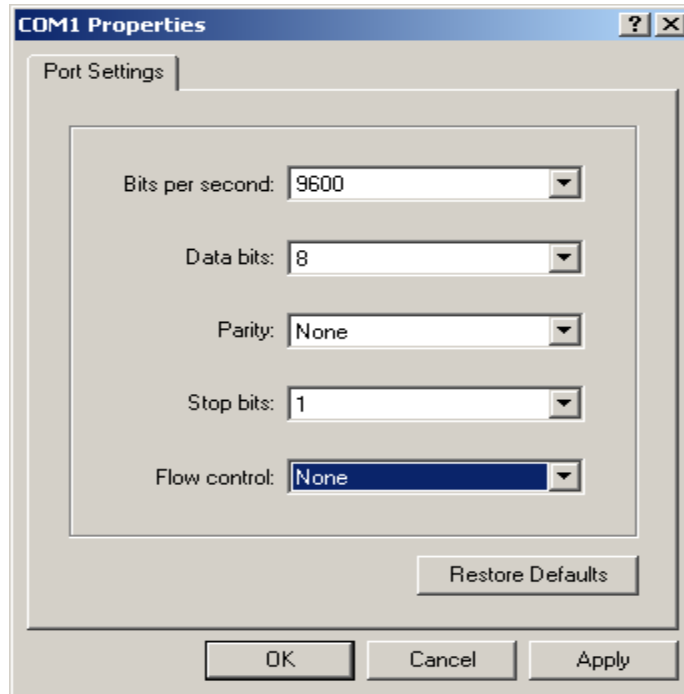 COM1 Properties
Port Settings
Bits per second: 9600
Data bits: 8
Parity: None
Stop bits: 1
Flow control: None
Restore Defaults
OK Cancel Apply